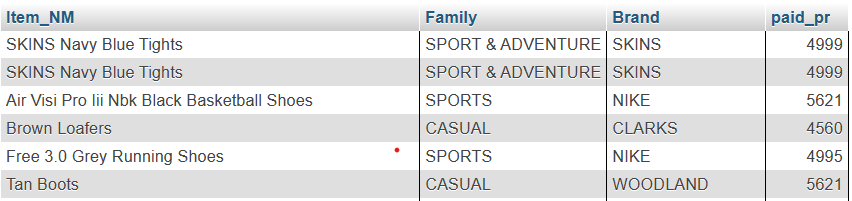 Item_NM Family Brand paid_pr
SKINS Navy Blue Tights SPORT & ADVENTURE SKINS 4999
SKINS Navy Blue Tights SPORT & ADVENTURE SKINS 4999
Air Visi Pro Iii Nbk Black Basketball Shoes SPORTS NIKE 5621
Brown Loafers CASUAL CLARKS 4560
Free 3.0 Grey Running Shoes SPORTS NIKE 4995
Tan Boots CASUAL WOODLAND 5621